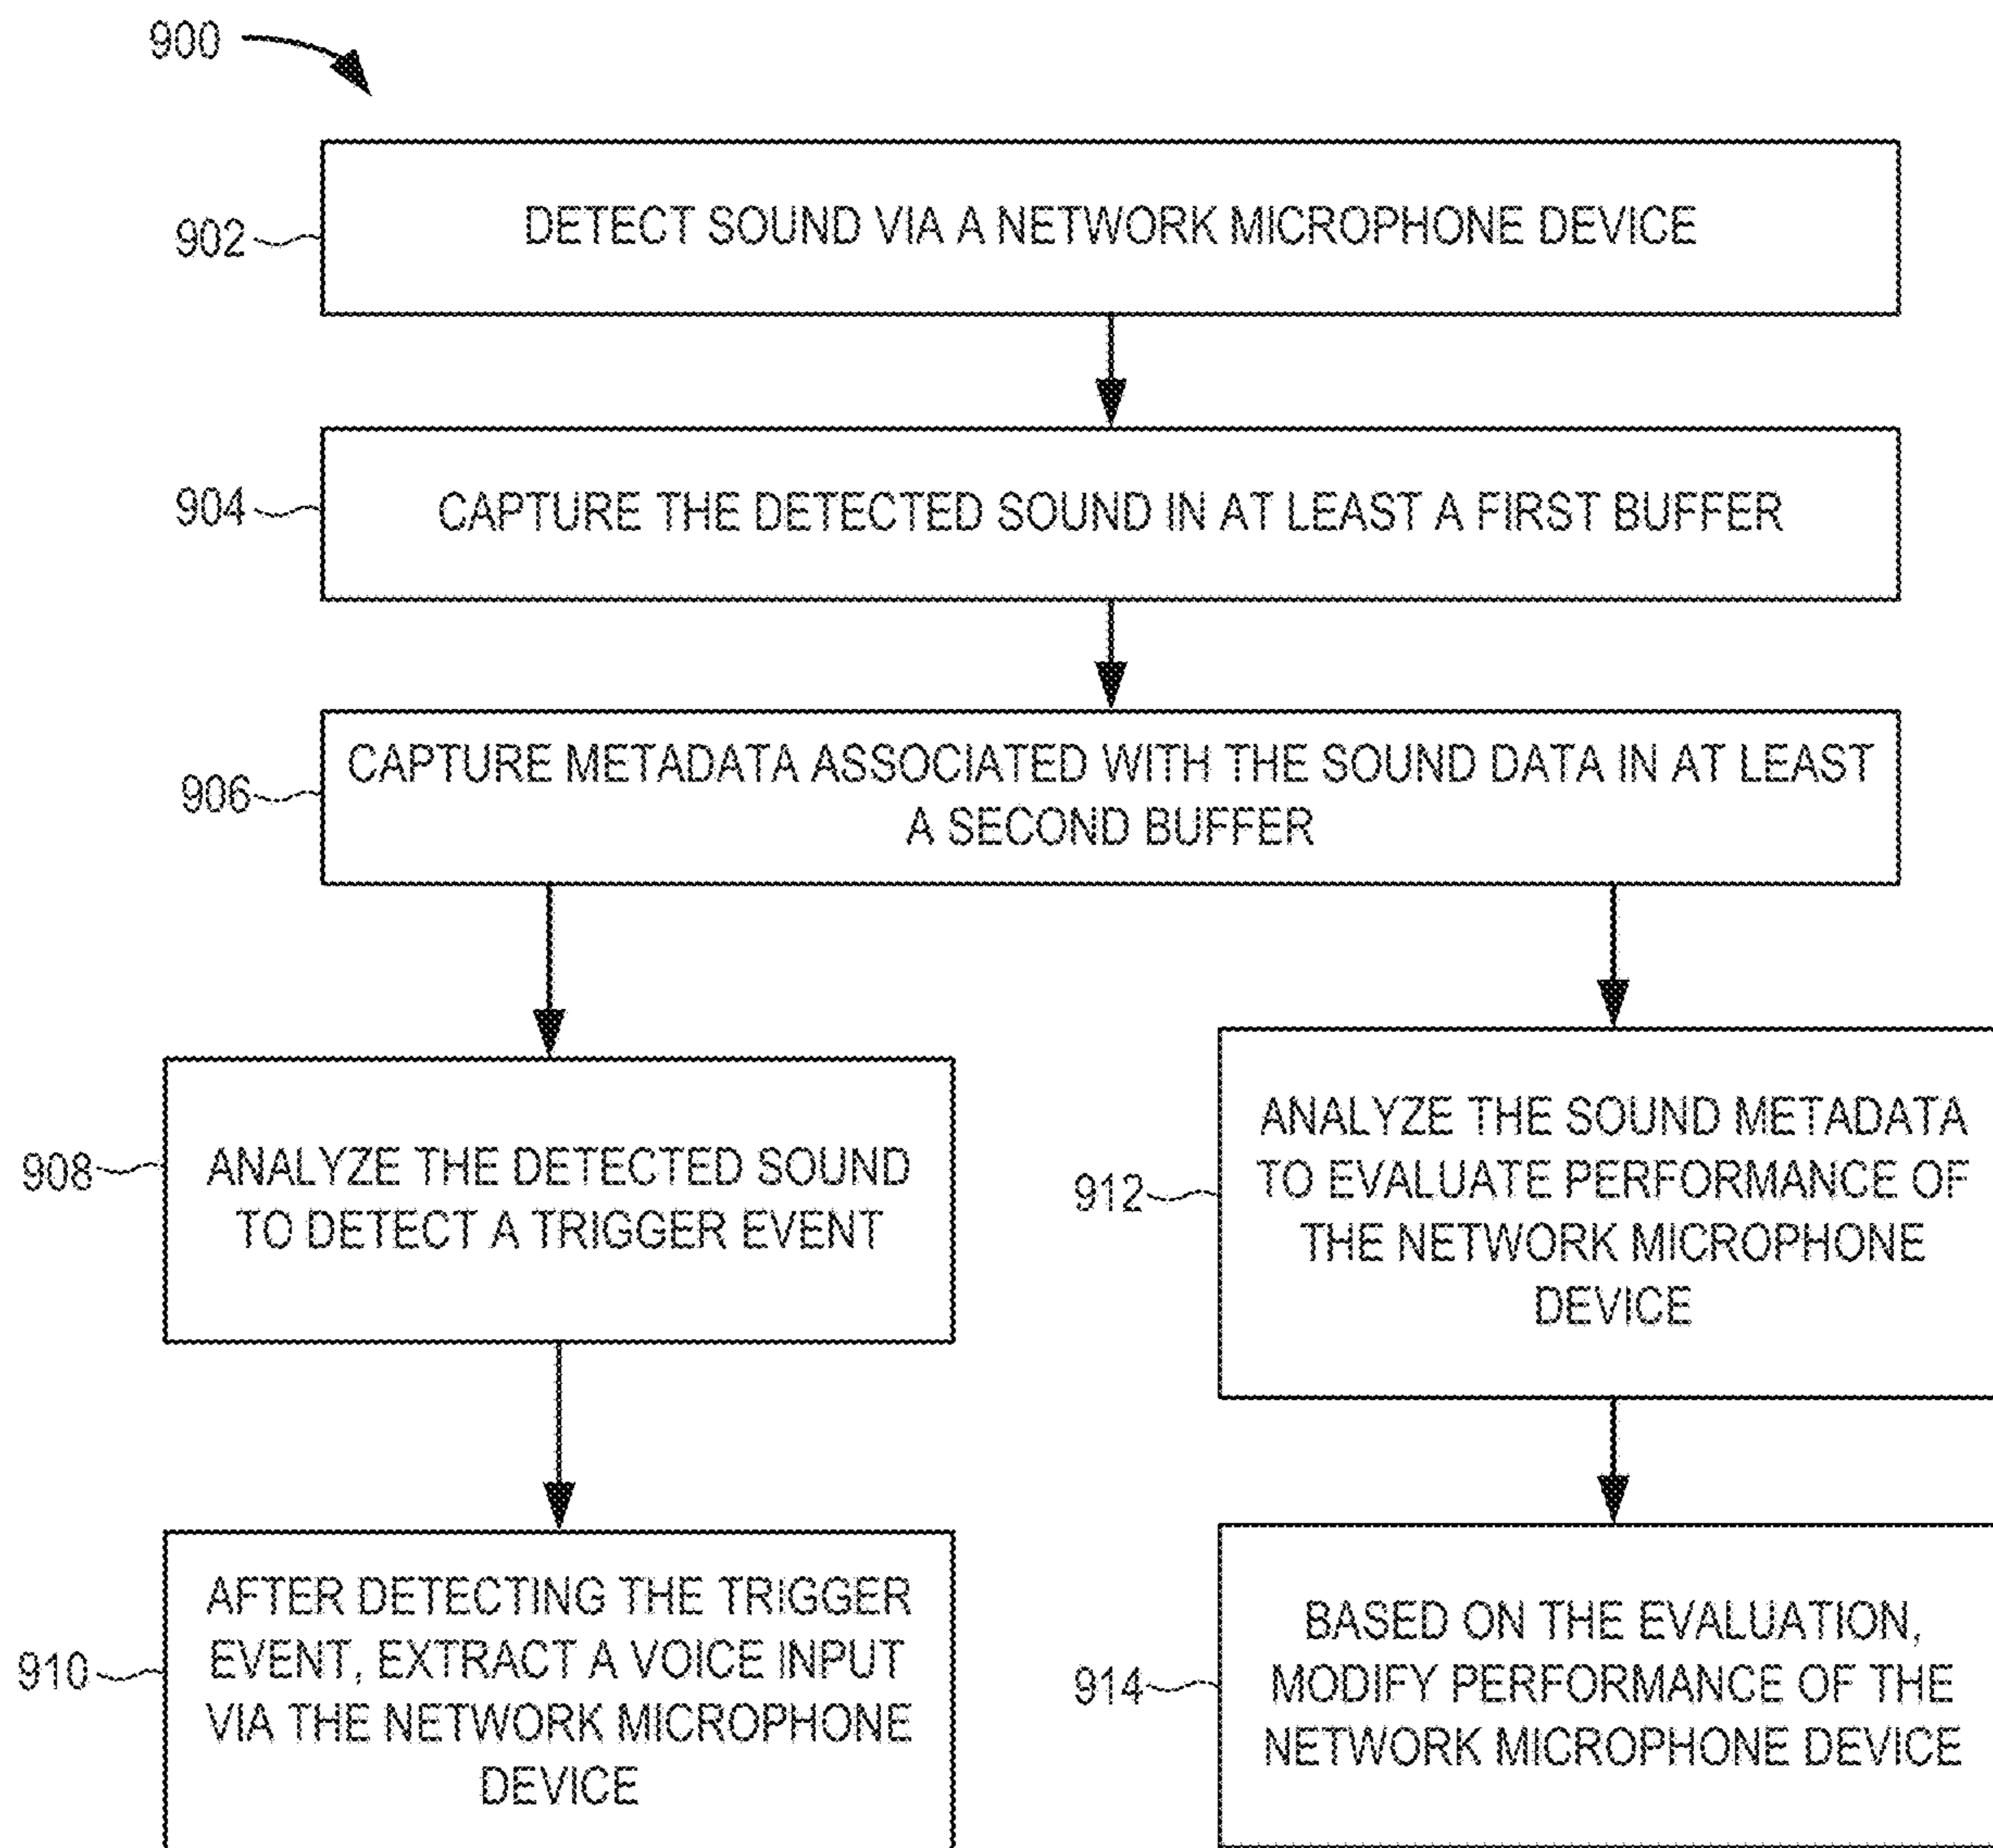 900
902
DETECT SOUND VIA A NETWORK MICROPHONE DEVICE
904
CAPTURE THE DETECTED SOUND IN AT LEAST A FIRST BUFFER
906
CAPTURE METADATA ASSOCIATED WITH THE SOUND DATA IN AT LEAST
A SECOND BUFFER
908
ANALYZE THE DETECTED SOUND
TO DETECT A TRIGGER EVENT
910
AFTER DETECTING THE TRIGGER
EVENT, EXTRACT A VOICE INPUT
VIA THE NETWORK MICROPHONE
DEVICE
912
ANALYZE THE SOUND METADATA
TO EVALUATE PERFORMANCE OF
THE NETWORK MICROPHONE
DEVICE
914
BASED ON THE EVALUATION,
MODIFY PERFORMANCE OF THE
NETWORK MICROPHONE DEVICE